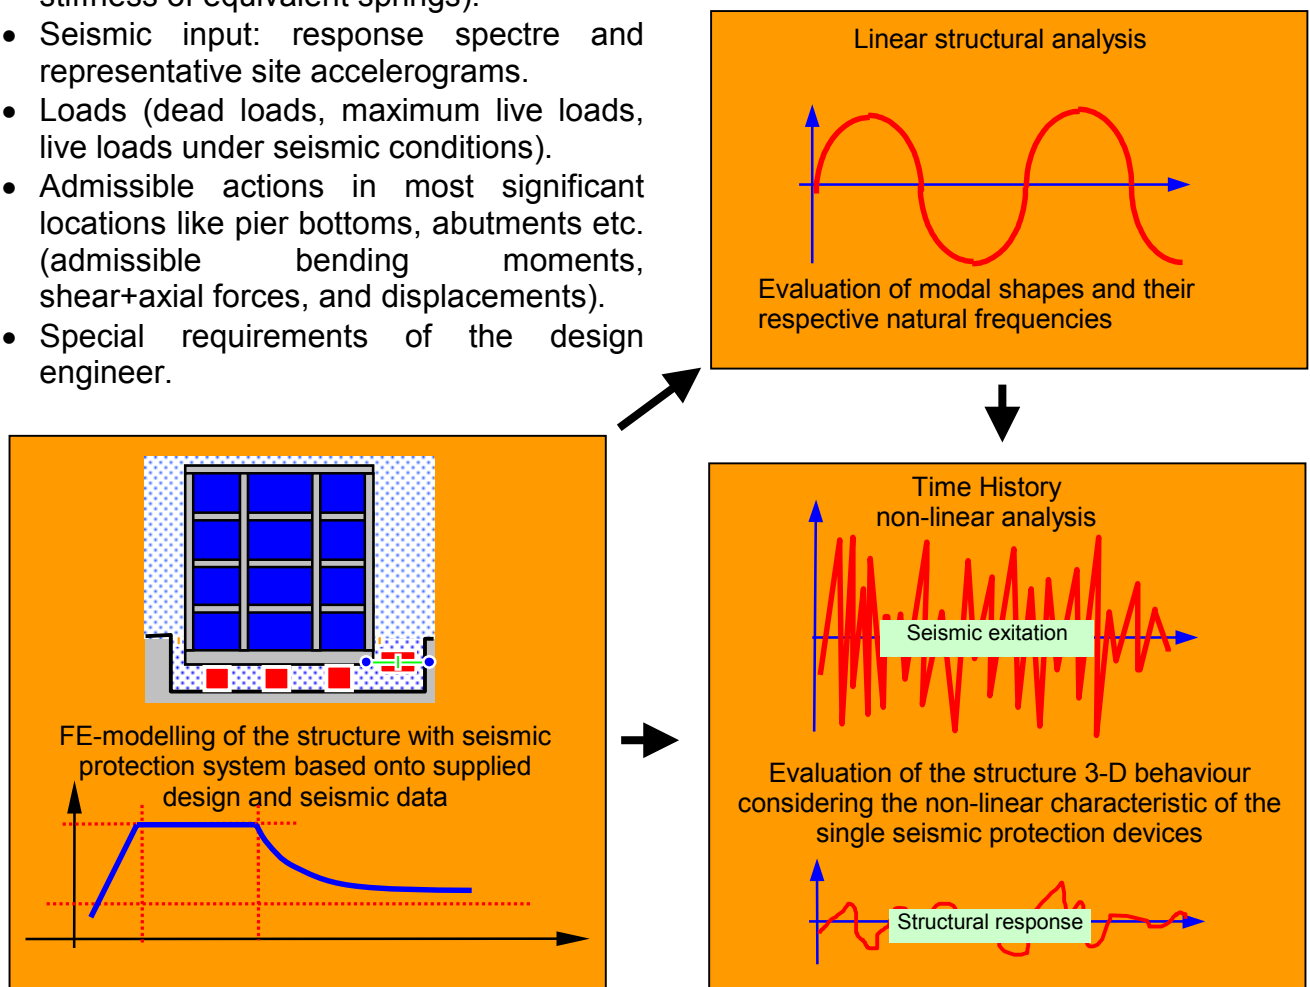 stiffness of equivalent springs).
• Seismic input: response spectre and
representative site accelerograms.
• Loads (dead loads, maximum live loads,
live loads under seismic conditions).
• Admissible actions in most significant
locations like pier bottoms, abutments etc.
(admissible bending moments,
shear+axial forces, and displacements).
• Special requirements of the design
engineer.
Linear structural analysis
Evaluation of modal shapes and their
respective natural frequencies
FE-modelling of the structure with seismic
protection system based onto supplied
design and seismic data
Time History
non-linear analysis
Seismic exitation
Evaluation of the structure 3-D behaviour
considering the non-linear characteristic of the
single seismic protection devices
Structural response